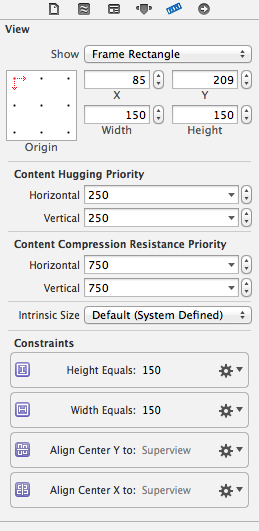 View
Show Frame Rectangle
85 209
X Y
150 150
Origin Width Height
Content Hugging Priority
Horizontal 250
Vertical 250
Content Compression Resistance Priority
Horizontal 750
Vertical 750
Intrinsic Size Default (System Defined)
Constraints
Height Equals: 150
Width Equals: 150
Align Center Y to: Superview
Align Center X to: Superview